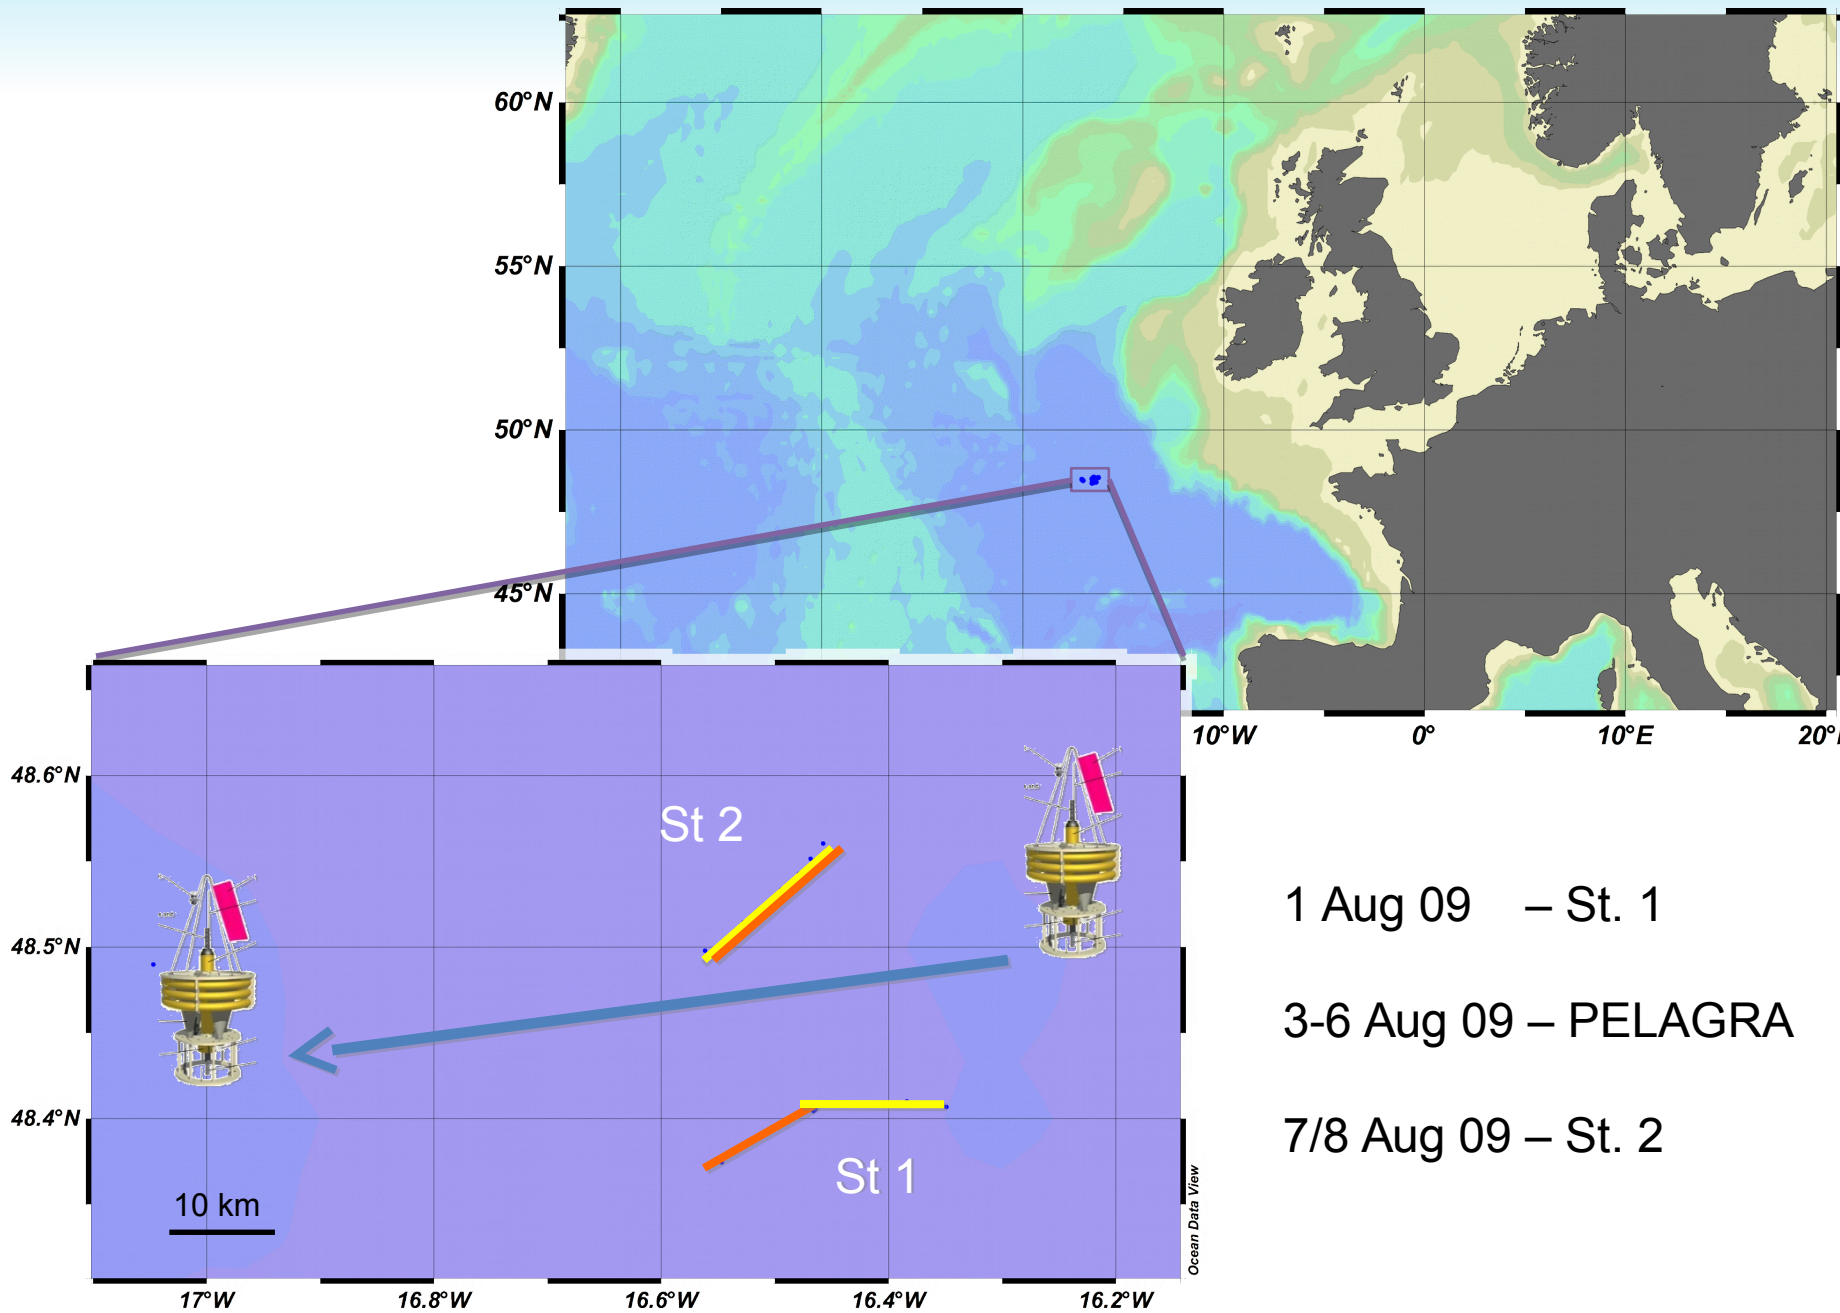 60°N
55°N
50°N
45°N
10°W
0°
10°E
48.6°N
48.5°N
48.4°N
St 2
St 1
10 km
17°W
16.8°W
16.6°W
16.4°W
16.2°W
Ocean Data View
1 Aug 09 – St. 1
3-6 Aug 09 – PELAGRA
7/8 Aug 09 – St. 2